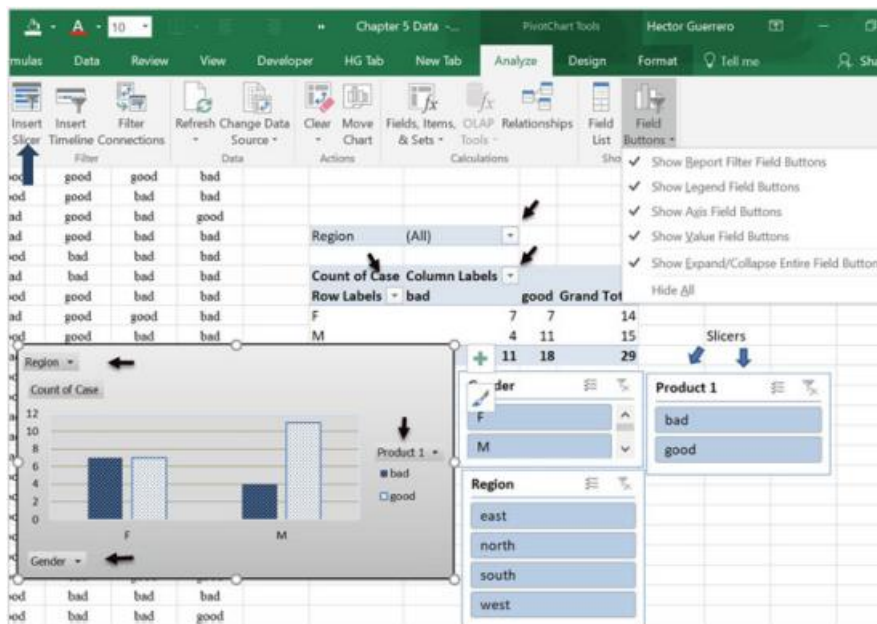 10 Chapter 5 Data -... PivotChart Tools Hector Guerrero
Data Review View Developer HG Tab New Tab Analyze Design Format Tell me
Insert Slicer
Insert Timeline
Filter Connections
Filter
Refresh
Change Data Source
Data
Clear
Move Chart
Actions
Fields, Items, & Sets
OLAP Tools
Relationships
Calculations
Field List
Field Buttons
Show Report Filter Field Buttons
Show Legend Field Buttons
Show Axis Field Buttons
Show Value Field Buttons
Show Expand/Collapse Entire Field Button
Hide All
good good bad
good bad bad
good bad good
good bad bad
bad bad bad
bad bad bad
good bad bad
good good bad
good bad bad
Region (All)
Count of Case Column Labels
Row Labels bad good Grand Tot
F 7 7 14
M 4 11 15
11 18 29
Slicers
Region
Count of Case
12
10
8
6
4
2
0
F M
Product 1
bad
good
Gender
F
M
Product 1
bad
good
Region
east
north
south
west
bad bad bad
bad bad good